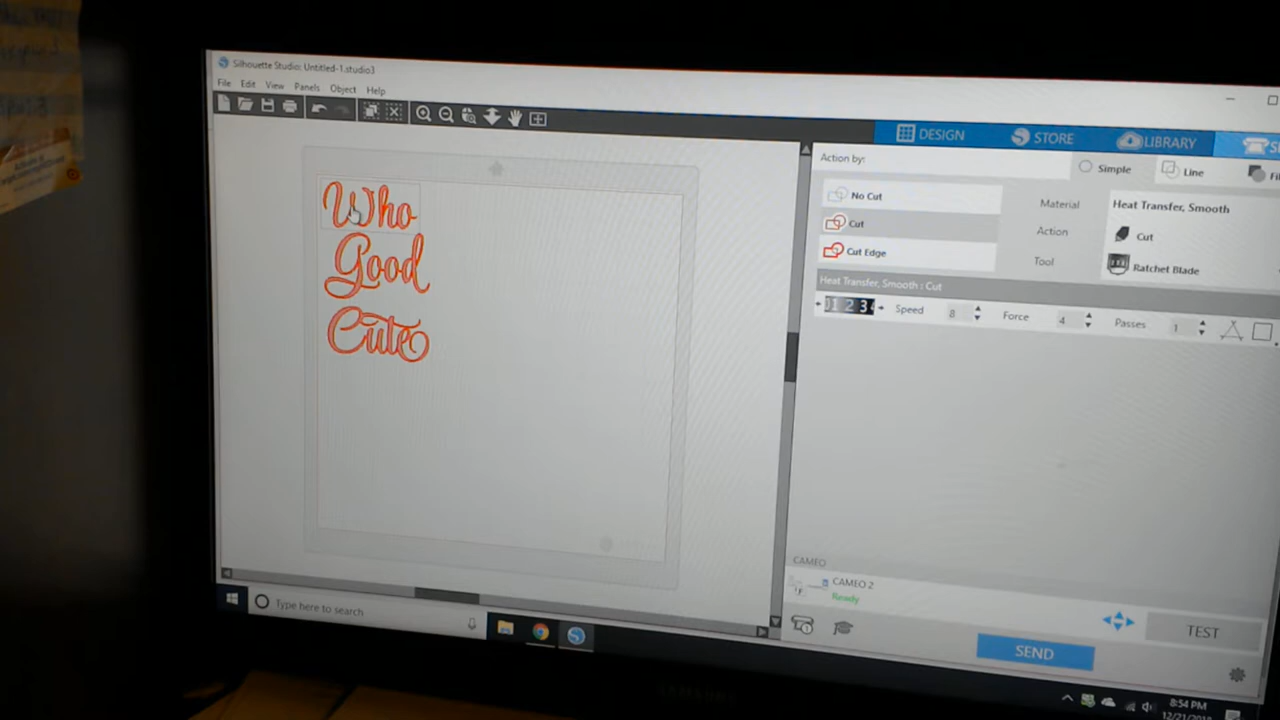 Silhouette Studio: Untitled-1.studio3
File Edit View Panels Object Help
DESIGN STORE LIBRARY
Action by: Simple Line
No Cut Material Heat Transfer, Smooth
Cut Action Cut
Cut Edge Tool Ratchet Blade
Heat Transfer, Smooth : Cut
Speed 8 Force 4 Passes 1
Who
Good
Cute
CAMEO
CAMEO 2
Ready
SEND TEST
Type here to search
8:54 PM
SAMSUNG